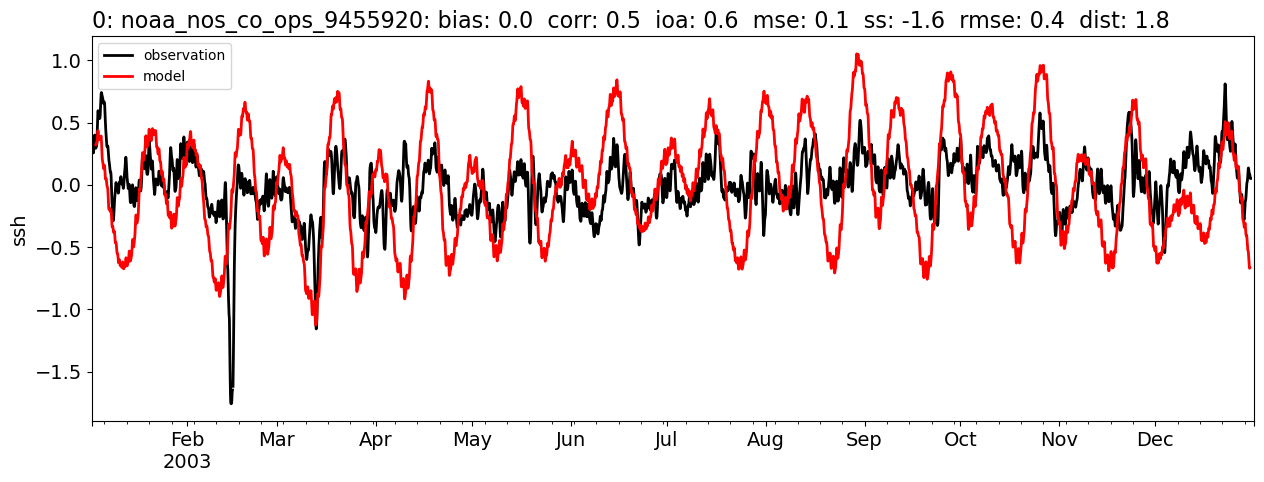 0: noaa_nos_co_ops_9455920: bias: 0.0  corr: 0.5  ioa: 0.6  mse: 0.1  ss: -1.6  rmse: 0.4  dist: 1.8
observation
model
1.0
0.5
0.0
−0.5
−1.0
−1.5
ssh
Feb Mar Apr May Jun Jul Aug Sep Oct Nov Dec
2003